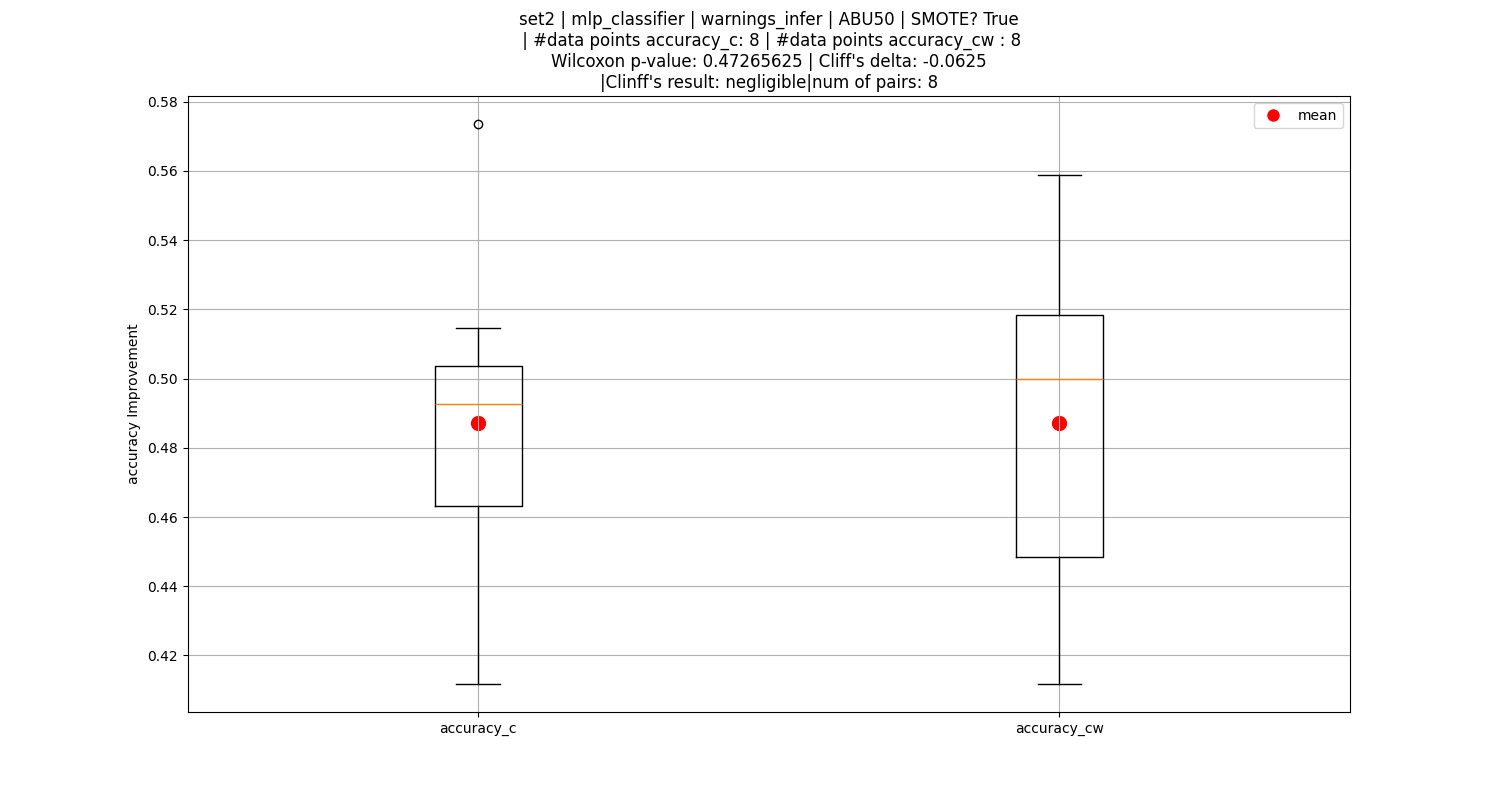 set2 | mlp_classifier | warnings_infer | ABU50 | SMOTE? True
| #data points accuracy_c: 8 | #data points accuracy_cw : 8
Wilcoxon p-value: 0.47265625 | Cliff's delta: -0.0625
|Clinff's result: negligible|num of pairs: 8
mean
0.58
0.56
0.54
0.52
0.50
0.48
0.46
0.44
0.42
accuracy Improvement
accuracy_c
accuracy_cw